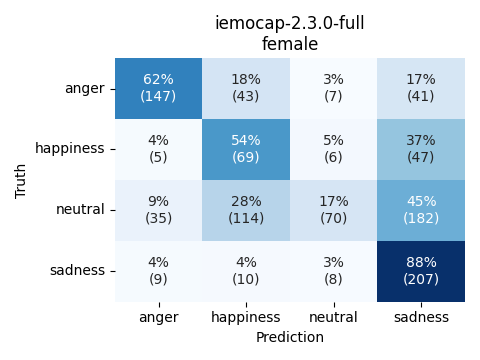 iemocap-2.3.0-full
female
Truth
anger
62% 18% 3% 17%
(147) (43) (7) (41)
happiness
4% 54% 5% 37%
(5) (69) (6) (47)
neutral
9% 28% 17% 45%
(35) (114) (70) (182)
sadness
4% 4% 3% 88%
(9) (10) (8) (207)
anger happiness neutral sadness
Prediction